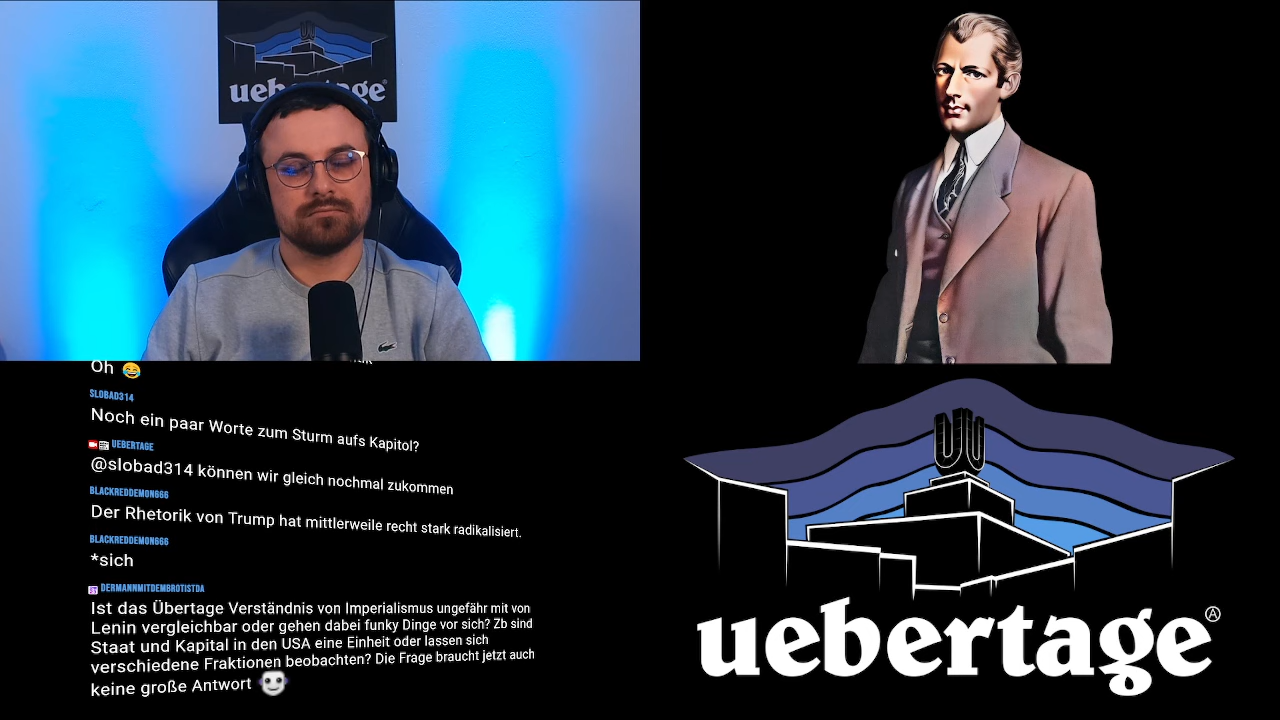 uebertage
Oh 😂
SLOBAD314
Noch ein paar Worte zum Sturm aufs Kapitol?
UEBERTAGE
@slobad314 können wir gleich nochmal zukommen
BLACKREDDEMON666
Der Rhetorik von Trump hat mittlerweile recht stark radikalisiert.
BLACKREDDEMON666
*sich
DERMANNMITDEMBROTISTDA
Ist das Übertage Verständnis von Imperialismus ungefähr mit von
Lenin vergleichbar oder gehen dabei funky Dinge vor sich? Zb sind
Staat und Kapital in den USA eine Einheit oder lassen sich
verschiedene Fraktionen beobachten? Die Frage braucht jetzt auch
keine große Antwort
UU
uebertage Ⓐ